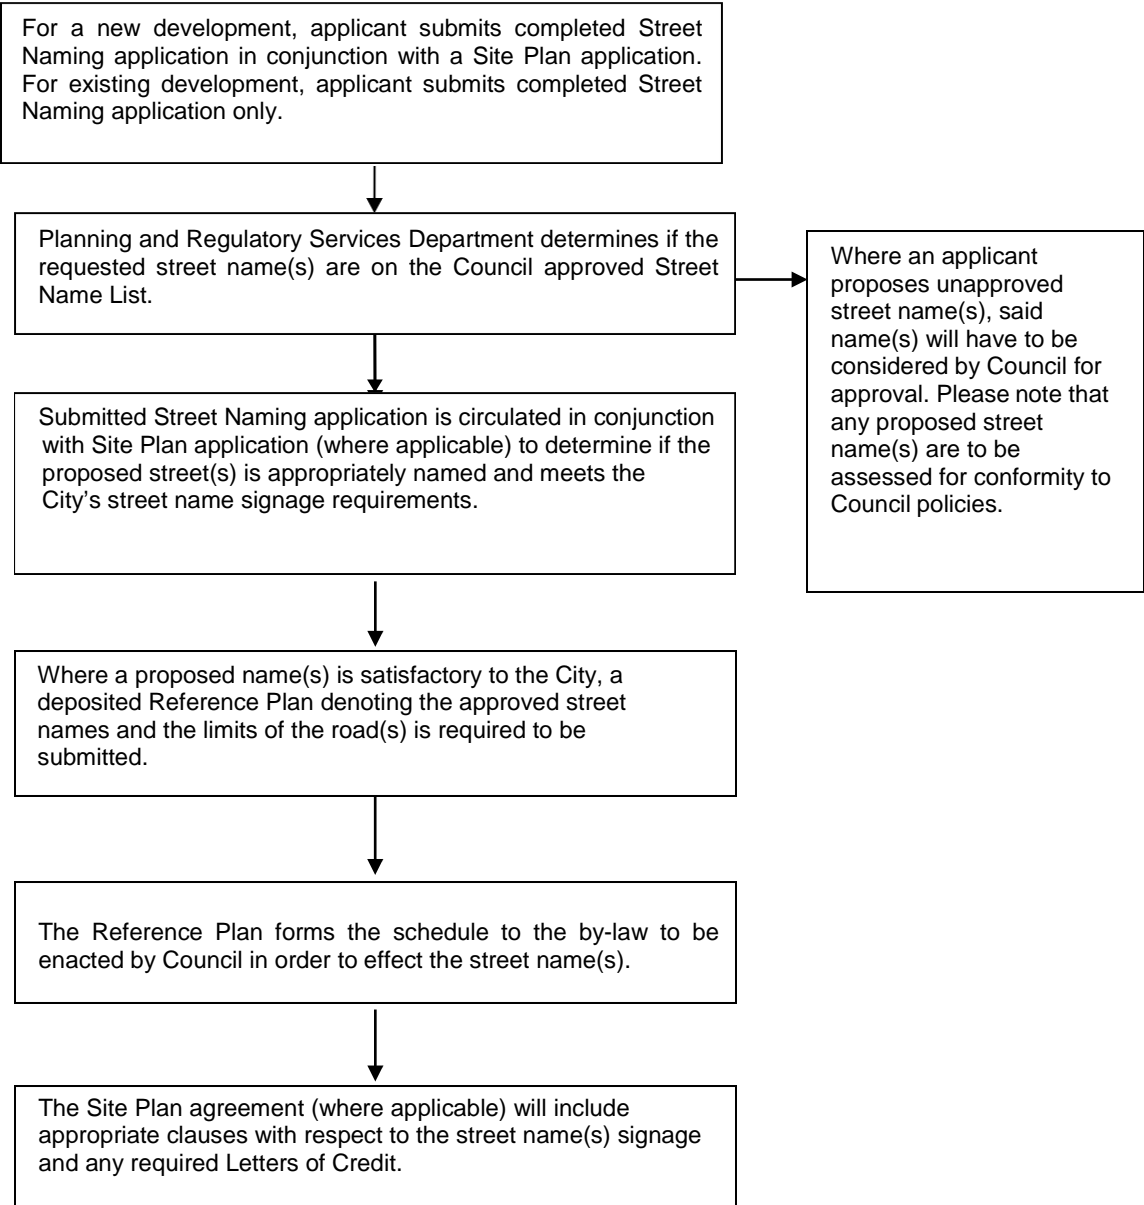 For a new development, applicant submits completed Street
Naming application in conjunction with a Site Plan application.
For existing development, applicant submits completed Street
Naming application only.
Planning and Regulatory Services Department determines if the
requested street name(s) are on the Council approved Street
Name List.
Where an applicant
proposes unapproved
street name(s), said
name(s) will have to be
considered by Council for
approval. Please note that
any proposed street
name(s) are to be
assessed for conformity to
Council policies.
Submitted Street Naming application is circulated in conjunction
with Site Plan application (where applicable) to determine if the
proposed street(s) is appropriately named and meets the
City’s street name signage requirements.
Where a proposed name(s) is satisfactory to the City, a
deposited Reference Plan denoting the approved street
names and the limits of the road(s) is required to be
submitted.
The Reference Plan forms the schedule to the by-law to be
enacted by Council in order to effect the street name(s).
The Site Plan agreement (where applicable) will include
appropriate clauses with respect to the street name(s) signage
and any required Letters of Credit.